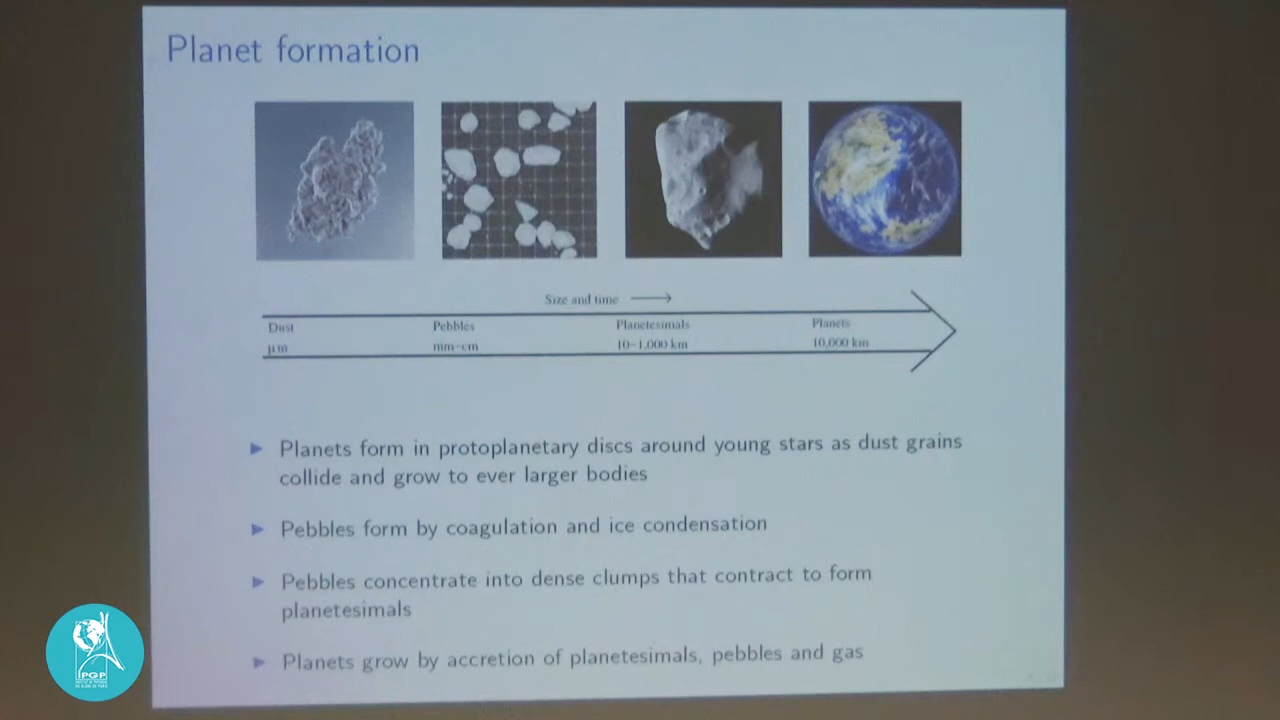 Planet formation
Size and time
Dust
Pebbles
Planetesimals
Planets
μm
mm-cm
10-1,000 km
10,000 km
Planets form in protoplanetary discs around young stars as dust grains
collide and grow to ever larger bodies
Pebbles form by coagulation and ice condensation
Pebbles concentrate into dense clumps that contract to form
planetesimals
Planets grow by accretion of planetesimals, pebbles and gas
PGP